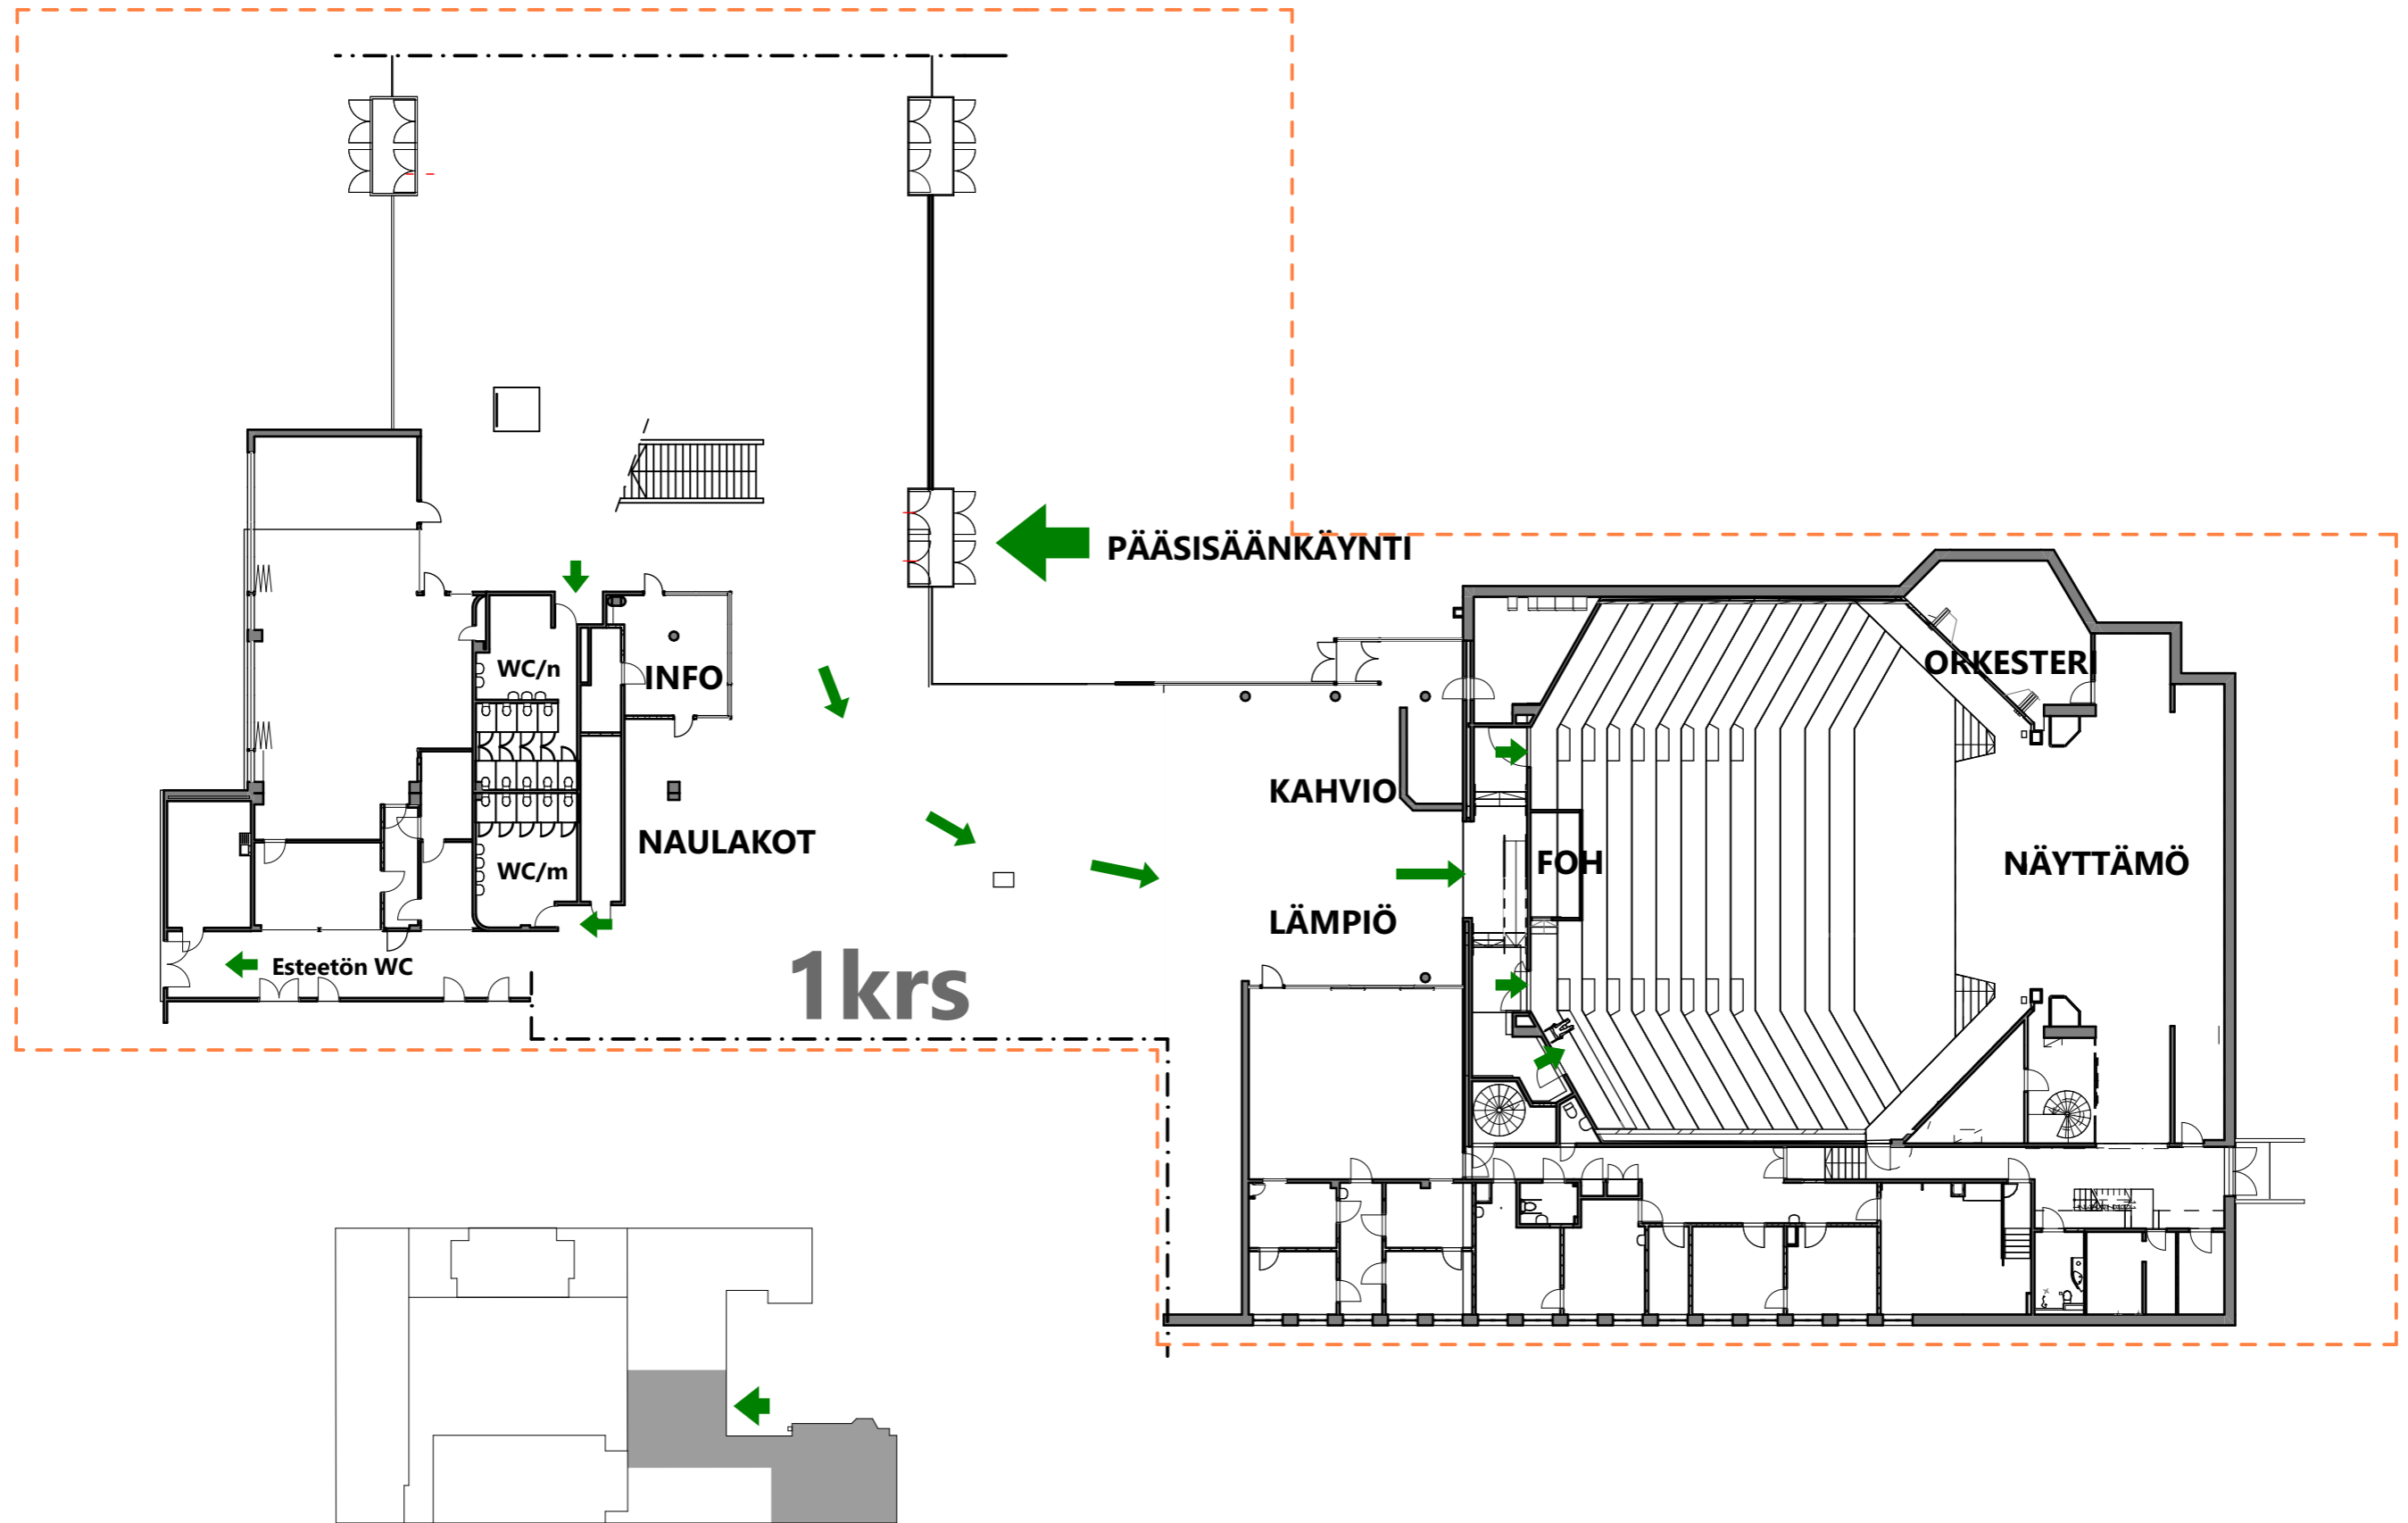 PÄÄSISÄÄNKÄYNTI
WC/n
INFO
ORKESTERI
KAHVIO
NAULAKOT
WC/m
FOH
NÄYTTÄMÖ
LÄMPIÖ
Esteetön WC
1krs